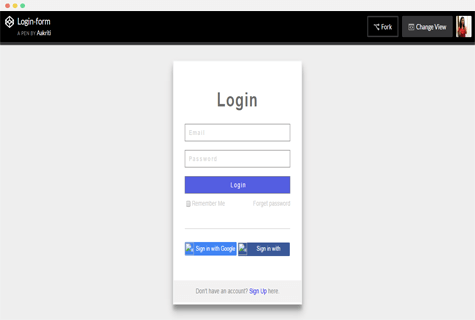 Login-form
A PEN BY Aakriti
Fork
Change View
Login
Email
Password
Login
Remember Me
Forget password
Sign in with Google
Sign in with
Don't have an account? Sign Up here